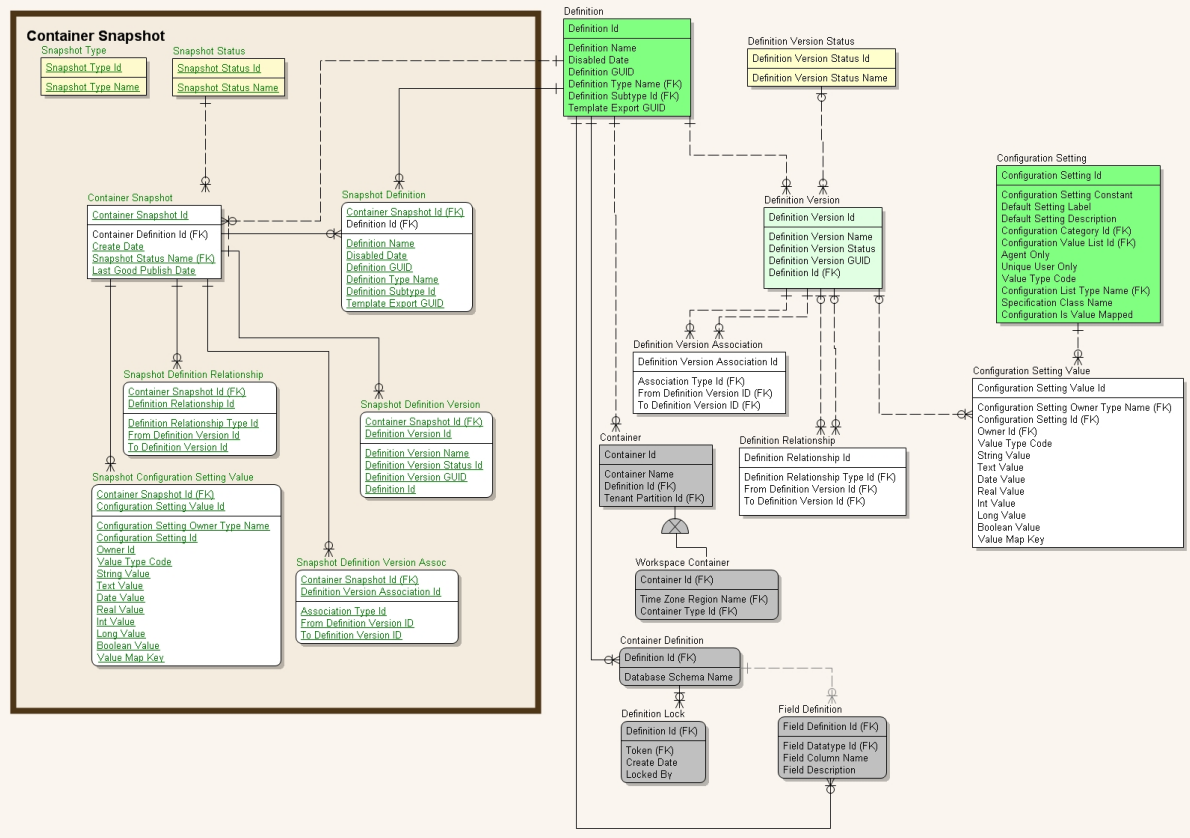 Container Snapshot
Snapshot Type
Snapshot Type Id
Snapshot Type Name
Snapshot Status
Snapshot Status Id
Snapshot Status Name
Container Snapshot
Container Snapshot Id
Container Definition Id (FK)
Create Date
Snapshot Status Name (FK)
Last Good Publish Date
Snapshot Definition
Container Snapshot Id (FK)
Definition Id (FK)
Definition Name
Disabled Date
Definition GUID
Definition Type Name
Definition Subtype Id
Template Export GUID
Snapshot Definition Relationship
Container Snapshot Id (FK)
Definition Relationship Id
Definition Relationship Type Id
From Definition Version Id
To Definition Version Id
Snapshot Definition Version
Container Snapshot Id (FK)
Definition Version Id
Definition Version Name
Definition Version Status Id
Definition Version GUID
Definition Id
Snapshot Configuration Setting Value
Container Snapshot Id (FK)
Configuration Setting Value Id
Configuration Setting Owner Type Name
Configuration Setting Id
Owner Id
Value Type Code
String Value
Text Value
Date Value
Real Value
Int Value
Long Value
Boolean Value
Value Map Key
Snapshot Definition Version Assoc
Container Snapshot Id (FK)
Definition Version Association Id
Association Type Id
From Definition Version ID
To Definition Version ID
Definition
Definition Id
Definition Name
Disabled Date
Definition GUID
Definition Type Name (FK)
Definition Subtype Id (FK)
Template Export GUID
Definition Version Status
Definition Version Status Id
Definition Version Status Name
Definition Version
Definition Version Id
Definition Version Name
Definition Version Status
Definition Version GUID
Definition Id (FK)
Configuration Setting
Configuration Setting Id
Configuration Setting Constant
Default Setting Label
Default Setting Description
Configuration Category Id (FK)
Configuration Value List Id (FK)
Agent Only
Unique User Only
Value Type Code
Configuration List Type Name (FK)
Specification Class Name
Configuration Is Value Mapped
Definition Version Association
Definition Version Association Id
Association Type Id (FK)
From Definition Version ID (FK)
To Definition Version ID (FK)
Configuration Setting Value
Configuration Setting Value Id
Configuration Setting Owner Type Name (FK)
Configuration Setting Id (FK)
Owner Id (FK)
Value Type Code
String Value
Text Value
Date Value
Real Value
Int Value
Long Value
Boolean Value
Value Map Key
Container
Container Id
Container Name
Definition Id (FK)
Tenant Partition Id (FK)
Definition Relationship
Definition Relationship Id
Definition Relationship Type Id (FK)
From Definition Version Id (FK)
To Definition Version Id (FK)
Workspace Container
Container Id (FK)
Time Zone Region Name (FK)
Container Type Id (FK)
Container Definition
Definition Id (FK)
Database Schema Name
Definition Lock
Definition Id (FK)
Token (FK)
Create Date
Locked By
Field Definition
Field Definition Id (FK)
Field Datatype Id (FK)
Field Column Name
Field Description